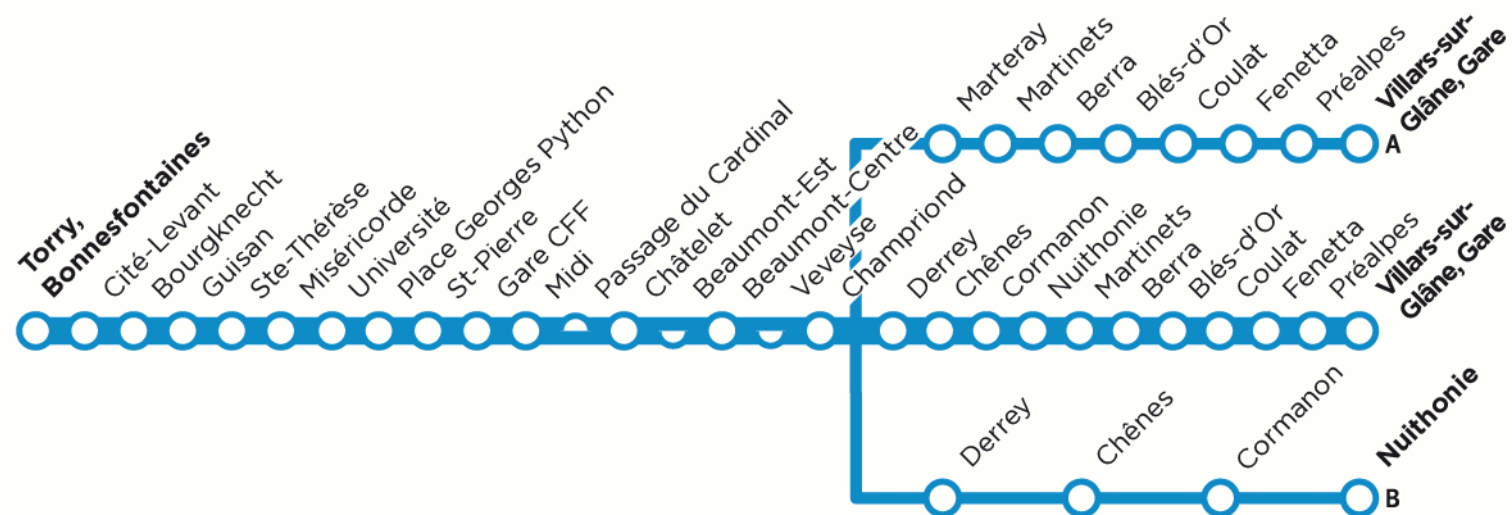 Marteray
Martinets
Berra
Blés-d'Or
Coulat
Fenetta
Préalpes
Villars-sur-
Glâne, Gare
A
Torry,
Bonnesfontaines
Cité-Levant
Bourgknecht
Guisan
Ste-Thérèse
Miséricorde
Université
Place Georges Python
St-Pierre
Gare CFF
Midi
Passage du Cardinal
Châtelet
Beaumont-Est
Beaumont-Centre
Veveyse
Champriond
Derrey
Chênes
Cormanon
Nuithonie
Martinets
Berra
Blés-d'Or
Coulat
Fenetta
Préalpes
Villars-sur-
Glâne, Gare
Derrey
Chênes
Cormanon
Nuithonie
B